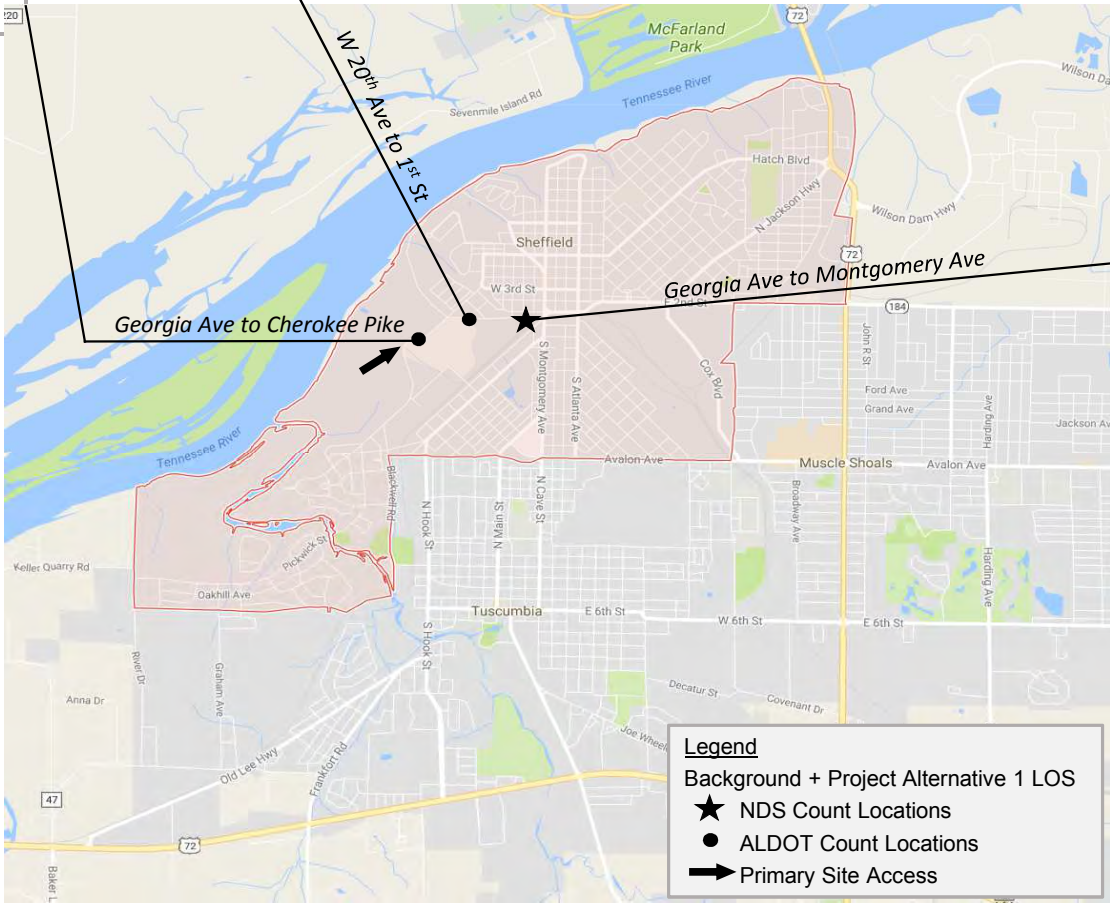 220
72
McFarland
Park
W 20th Ave to 1st St
Tennessee River
Wilson Da
Sevenmile Island Rd
Hatch Blvd
N Jackson Hwy
Wilson Dam Hwy
Sheffield
72
W 3rd St
Georgia Ave to Montgomery Ave
E 2nd St
184
Georgia Ave to Cherokee Pike
John R St
S Montgomery Ave
S Atlanta Ave
Cox Blvd
Ford Ave
Grand Ave
Harding Ave
Jackson Av
Tennessee River
Avalon Ave
Muscle Shoals
Avalon Ave
Blackwell Rd
N Hook St
N Main St
N Cave St
Broadway Ave
Pickwick St
Keller Quarry Rd
Harding Ave
Oakhill Ave
Tuscumbia
E 6th St
W 6th St
E 6th St
S Hook St
River Dr
Graham Ave
Anna Dr
Decatur St
Covenant Dr
Joe Wheele
Old Lee Hwy
Frankfort Rd
47
72
Baker L
Legend
Background + Project Alternative 1 LOS
NDS Count Locations
ALDOT Count Locations
Primary Site Access